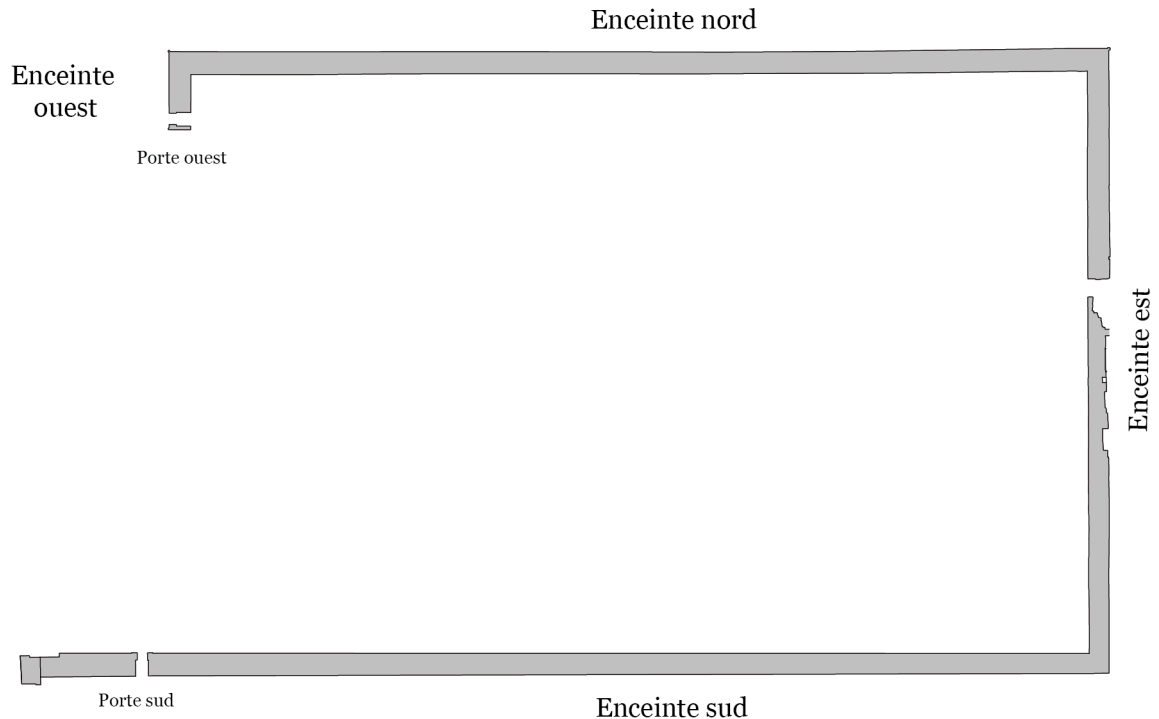 Enceinte nord
Enceinte
ouest
Porte ouest
Enceinte est
Porte sud
Enceinte sud